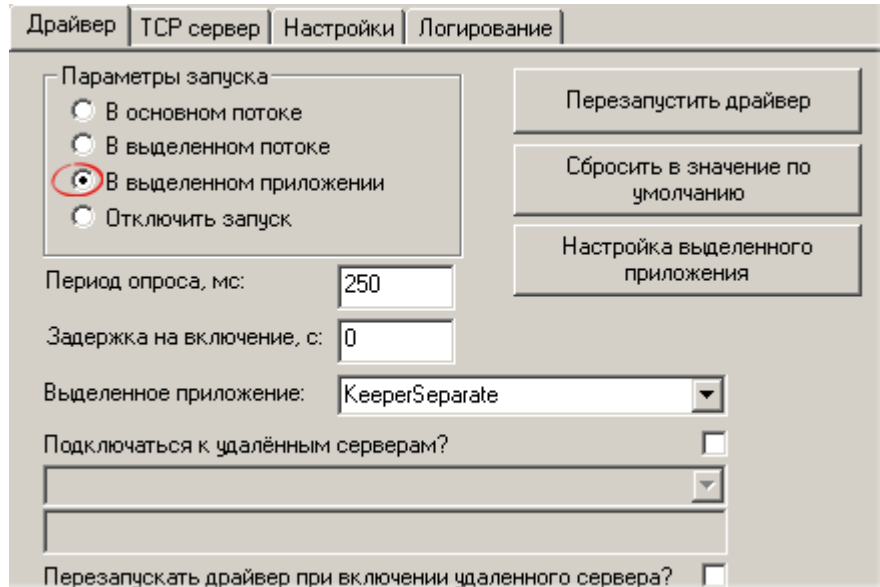 Драйвер TCP сервер Настройки Логирование
Параметры запуска
В основном потоке
В выделенном потоке
В выделенном приложении
Отключить запуск
Перезапустить драйвер
Сбросить в значение по
умолчанию
Настройка выделенного
приложения
Период опроса, мс: 250
Задержка на включение, с: 0
Выделенное приложение: KeeperSeparate
Подключаться к удалённым серверам?
Перезапускать драйвер при включении удаленного сервера?